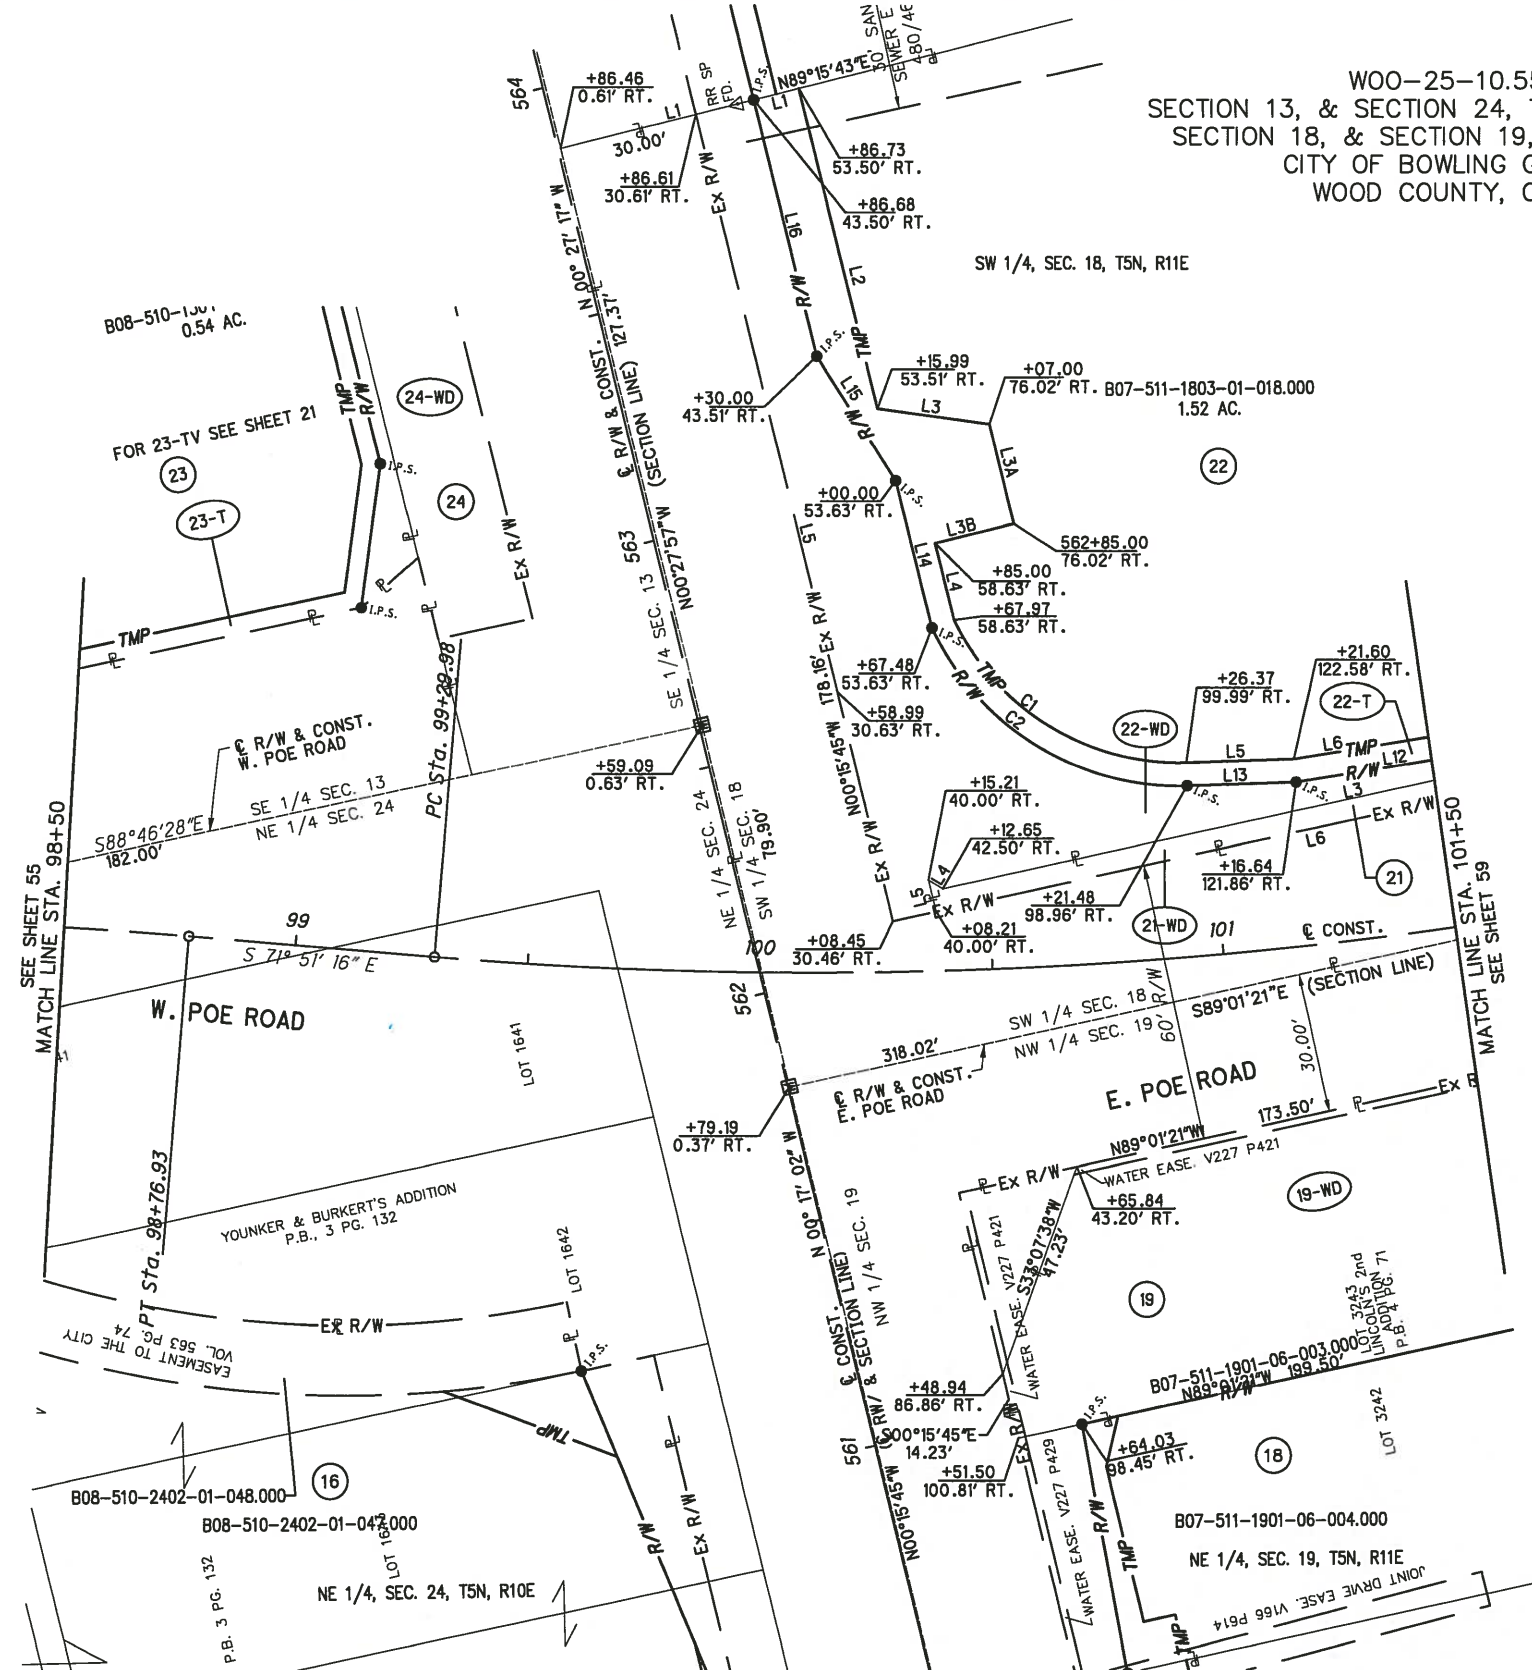 WOO-25-10.55
SECTION 13, & SECTION 24,
SECTION 18, & SECTION 19,
CITY OF BOWLING G
WOOD COUNTY, O
30' SAN
SEWER E
480/46
564
+86.46
0.61' RT.
L1
30.00'
RR SP
FD.
I.P.S.
N89°15'43"E
L1
+86.73
53.50' RT.
+86.61
30.61' RT.
Ex R/W
+86.68
43.50' RT.
N 00° 27' 17" W
127.37'
L16
R/W
L2
TMP
SW 1/4, SEC. 18, T5N, R11E
B08-510-
0.54 AC.
TMP
R/W
24-WD
FOR 23-TV SEE SHEET 21
23
23-T
24
I.P.S.
Ex R/W
℄ R/W & CONST.
(SECTION LINE)
I.P.S.
+15.99
53.51' RT.
+07.00
76.02' RT.
B07-511-1803-01-018.000
1.52 AC.
L3
L15
R/W
+30.00
43.51' RT.
22
L3A
+00.00
53.63' RT.
I.P.S.
L3B
562+85.00
76.02' RT.
L5
563
N00°27'57"W
L14
L4
+85.00
58.63' RT.
+67.97
58.63' RT.
I.P.S.
TMP
I.P.S.
PC Sta. 99+29.98
SE 1/4 SEC. 13
178.16'
Ex R/W
+67.48
53.63' RT.
R/W
TMP
C1
C2
+58.99
30.63' RT.
+26.37
99.99' RT.
+21.60
122.58' RT.
22-T
22-WD
L5
L6
TMP
L12
L13
R/W
L3
I.P.S.
I.P.S.
℄ R/W & CONST.
W. POE ROAD
+59.09
0.63' RT.
N00°15'45"W
+15.21
40.00' RT.
+12.65
42.50' RT.
Ex R/W
L6
SE 1/4 SEC. 13
NE 1/4 SEC. 24
S88°46'28"E
182.00'
SEE SHEET 55
MATCH LINE STA. 98+50
NE 1/4 SEC. 24
SW 1/4 SEC. 18
79.90'
Ex R/W
5
L4
Ex R/W
+21.48
98.96' RT.
+16.64
121.86' RT.
21
MATCH LINE STA. 101+50
SEE SHEET 59
99
S 71° 51' 16" E
100
+08.45
30.46' RT.
+08.21
40.00' RT.
21-WD
101
℄ CONST.
W. POE ROAD
562
60' R/W
S89°01'21"E
(SECTION LINE)
SW 1/4 SEC. 18
NW 1/4 SEC. 19
318.02'
℄ R/W & CONST.
E. POE ROAD
E. POE ROAD
30.00'
41
LOT 1641
+79.19
0.37' RT.
N89°01'21"W
173.50'
Ex R
Ex R/W
WATER EASE. V227 P421
+65.84
43.20' RT.
19-WD
PT Sta. 98+76.93
YOUNKER & BURKERT'S ADDITION
P.B., 3 PG. 132
LOT 1642
N 00° 17' 02" W
℄ CONST.
(℄ RW/ & SECTION LINE)
NW 1/4 SEC. 19
S33°07'38"W
47.23'
WATER EASE. V227 P421
19
LOT 3243
LINCOLN'S 2nd
ADDITION
P.B. 4 PG. 71
Ex R/W
EASEMENT TO THE CITY
VOL. 563 PG. 74
I.P.S.
TMP
+48.94
86.86' RT.
S00°15'45"E
14.23'
+51.50
100.81' RT.
561
N00°15'45"W
Ex R/W
B07-511-1901-06-003.000
N89°01'21"W 199.50'
R/W
I.P.S.
+64.03
98.45' RT.
18
LOT 3242
16
B08-510-2402-01-048.000
B08-510-2402-01-047.000
P.B. 3 PG. 132
NE 1/4, SEC. 24, T5N, R10E
R/W
Ex R/W
WATER EASE. V227 P429
R/W
TMP
B07-511-1901-06-004.000
NE 1/4, SEC. 19, T5N, R11E
JOINT DRVIE EASE. V166 P614
TMP